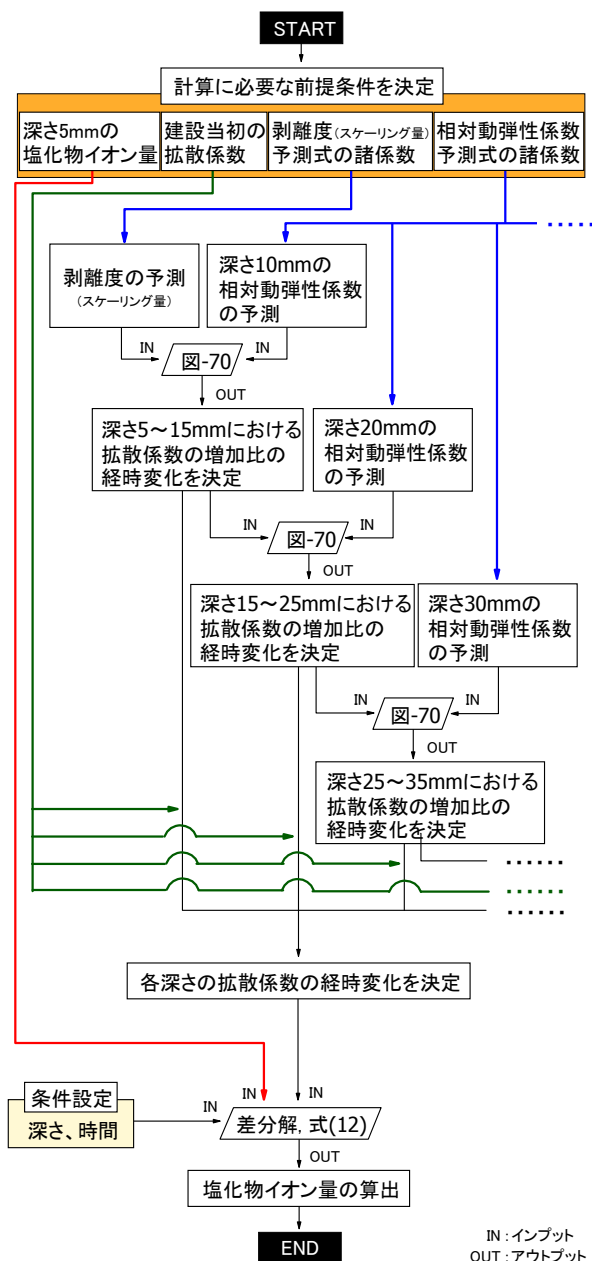 START
計算に必要な前提条件を決定
深さ5mmの
塩化物イオン量
建設当初の
拡散係数
剥離度(スケーリング量)
予測式の諸係数
相対動弾性係数
予測式の諸係数
......
剥離度の予測
(スケーリング量)
深さ10mmの
相対動弾性係数
の予測
IN
IN
図-70
OUT
深さ5～15mmにおける
拡散係数の増加比の
経時変化を決定
深さ20mmの
相対動弾性係数
の予測
IN
IN
図-70
OUT
深さ15～25mmにおける
拡散係数の増加比の
経時変化を決定
深さ30mmの
相対動弾性係数
の予測
IN
IN
図-70
OUT
深さ25～35mmにおける
拡散係数の増加比の
経時変化を決定
......
......
......
各深さの拡散係数の経時変化を決定
条件設定
深さ、時間
IN
IN
IN
差分解, 式(12)
OUT
塩化物イオン量の算出
END
IN : インプット
OUT : アウトプット